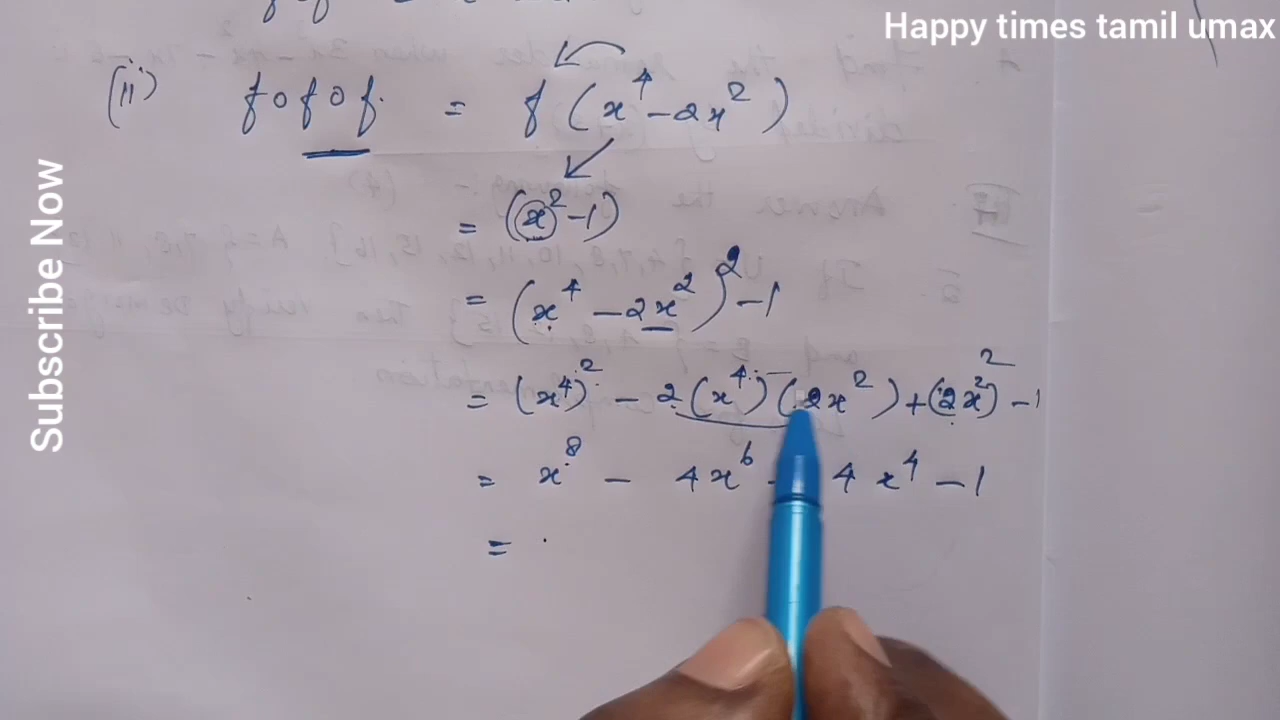 Happy times tamil umax
Subscribe Now
(ii) fofof = f(x⁴ - 2x²)
= (x² - 1)
= (x⁴ - 2x²)² - 1
= (x⁴)² - 2(x⁴)(2x²) + (2x²)² - 1
= x⁸ - 4x⁶ 4x⁴ - 1
=